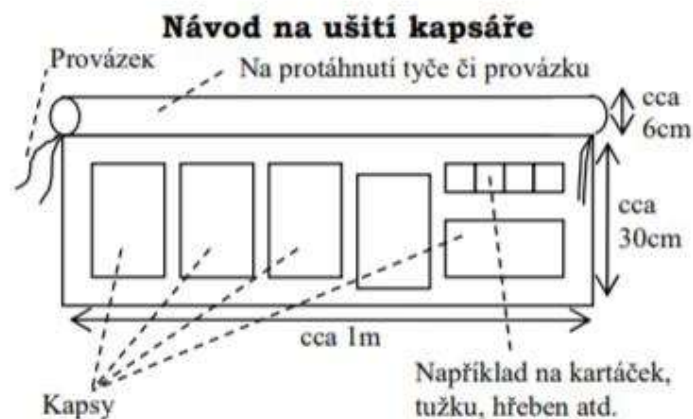 Návod na ušití kapsáře
Provázek
Na protáhnutí tyče či provázku
cca
6cm
cca
30cm
cca 1m
Kapsy
Například na kartáček,
tužku, hřeben atd.